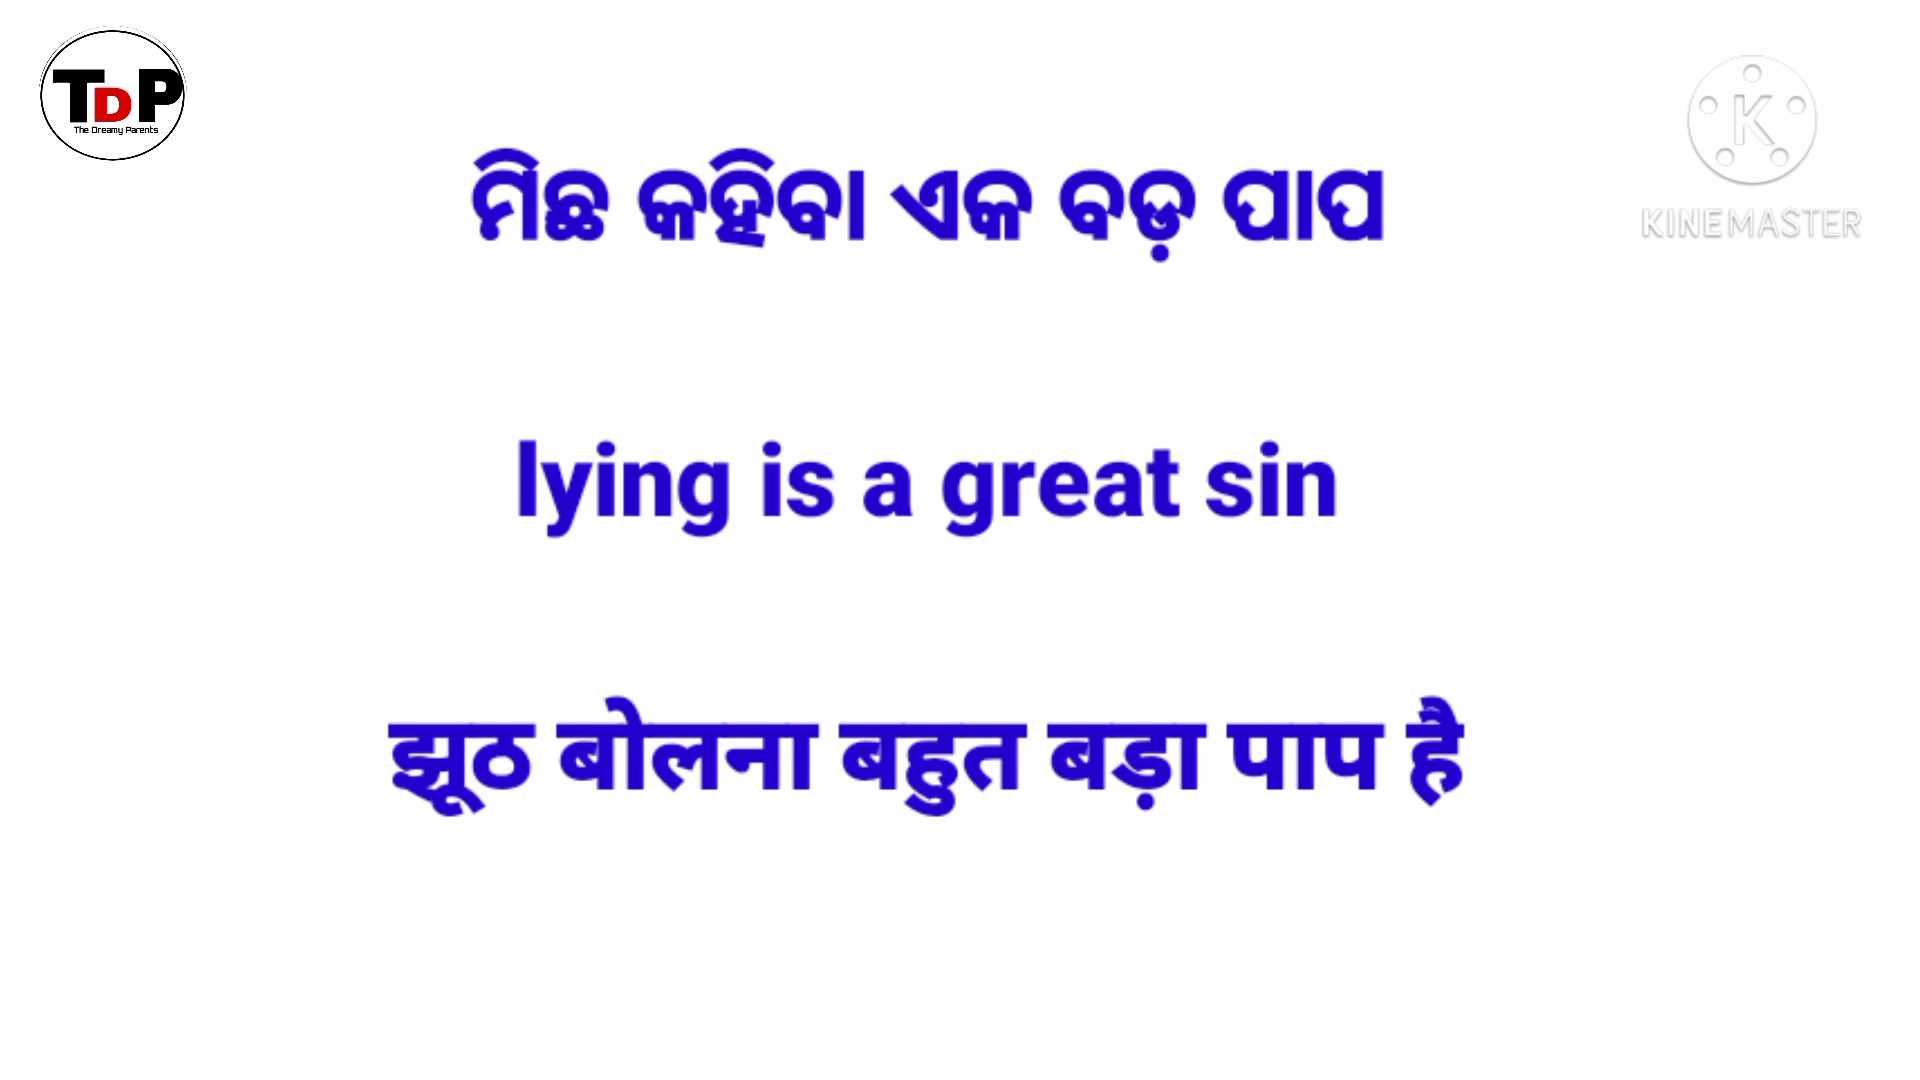 TDP
The Dreamy Parents
K
KINEMASTER
ମିଛ କହିବା ଏକ ବଡ଼ ପାପ
lying is a great sin
झूठ बोलना बहुत बड़ा पाप है